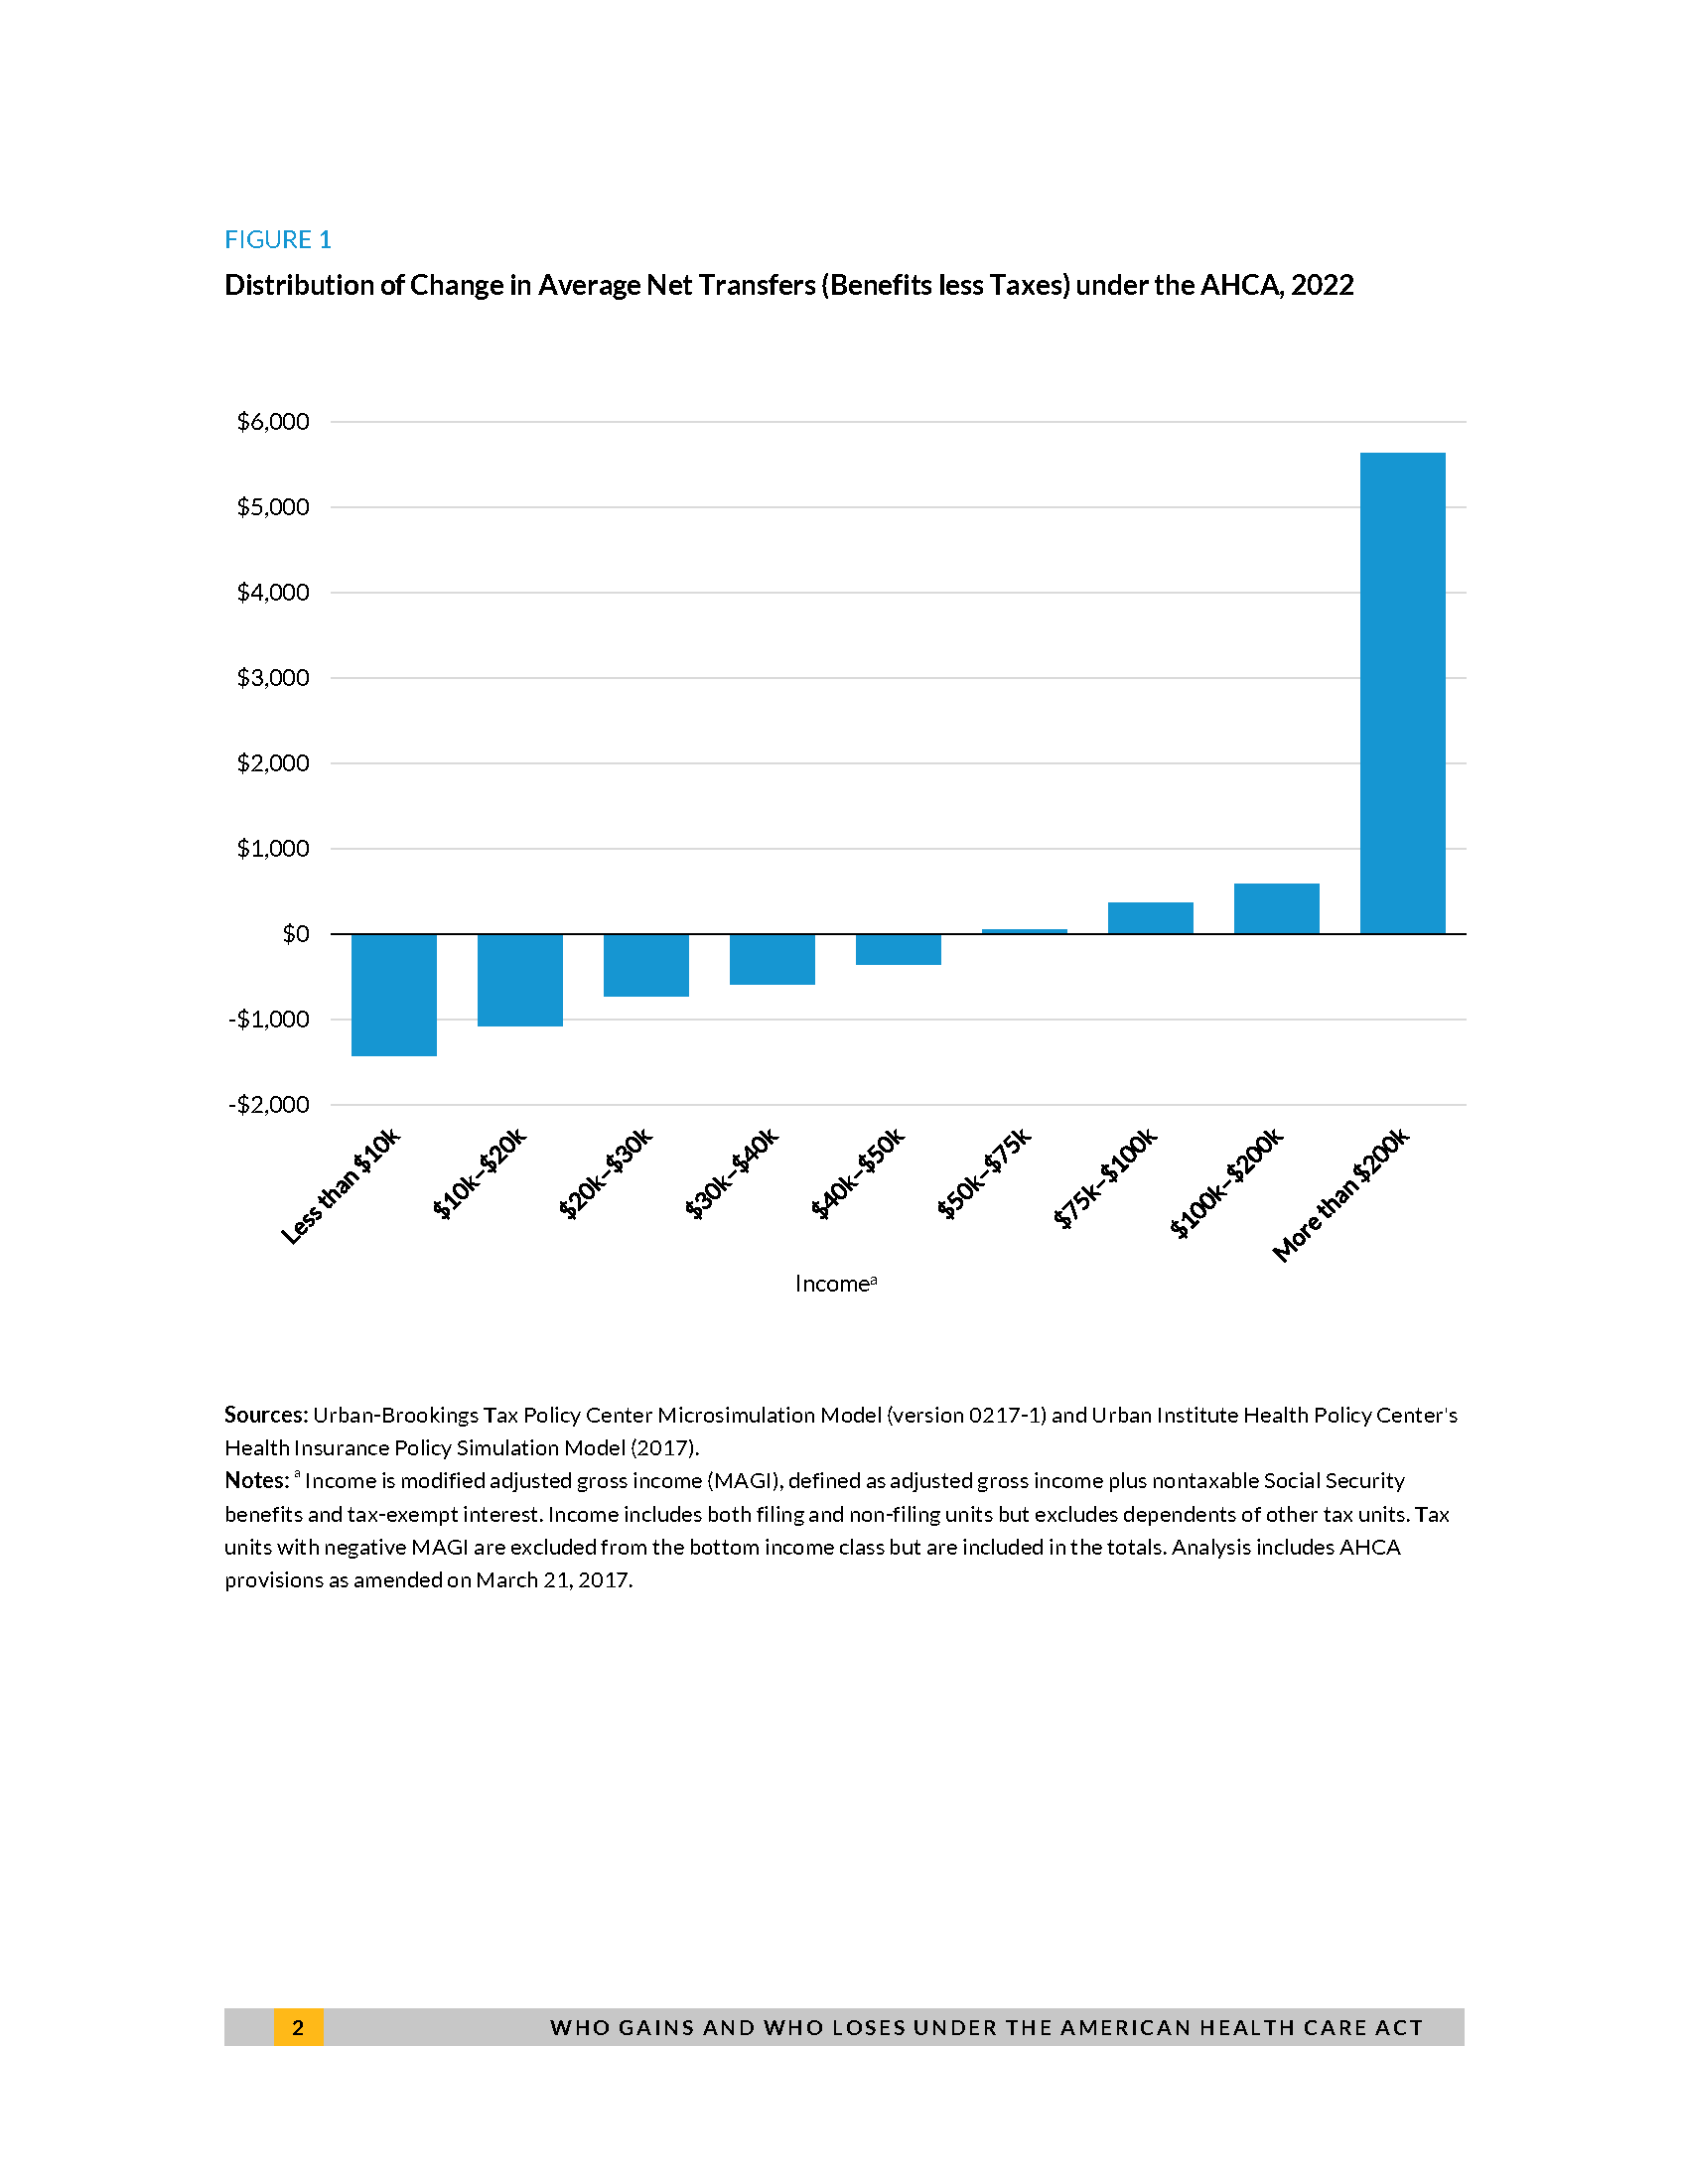 FIGURE 1
Distribution of Change in Average Net Transfers (Benefits less Taxes) under the AHCA, 2022
$6,000
$5,000
$4,000
$3,000
$2,000
$1,000
$0
-$1,000
-$2,000
Less than $10k
$10k–$20k
$20k–$30k
$30k–$40k
$40k–$50k
$50k–$75k
$75k–$100k
$100k–$200k
More than $200k
Incomeᵃ
Sources: Urban-Brookings Tax Policy Center Microsimulation Model (version 0217-1) and Urban Institute Health Policy Center's
Health Insurance Policy Simulation Model (2017).
Notes: ᵃ Income is modified adjusted gross income (MAGI), defined as adjusted gross income plus nontaxable Social Security
benefits and tax-exempt interest. Income includes both filing and non-filing units but excludes dependents of other tax units. Tax
units with negative MAGI are excluded from the bottom income class but are included in the totals. Analysis includes AHCA
provisions as amended on March 21, 2017.
2 WHO GAINS AND WHO LOSES UNDER THE AMERICAN HEALTH CARE ACT